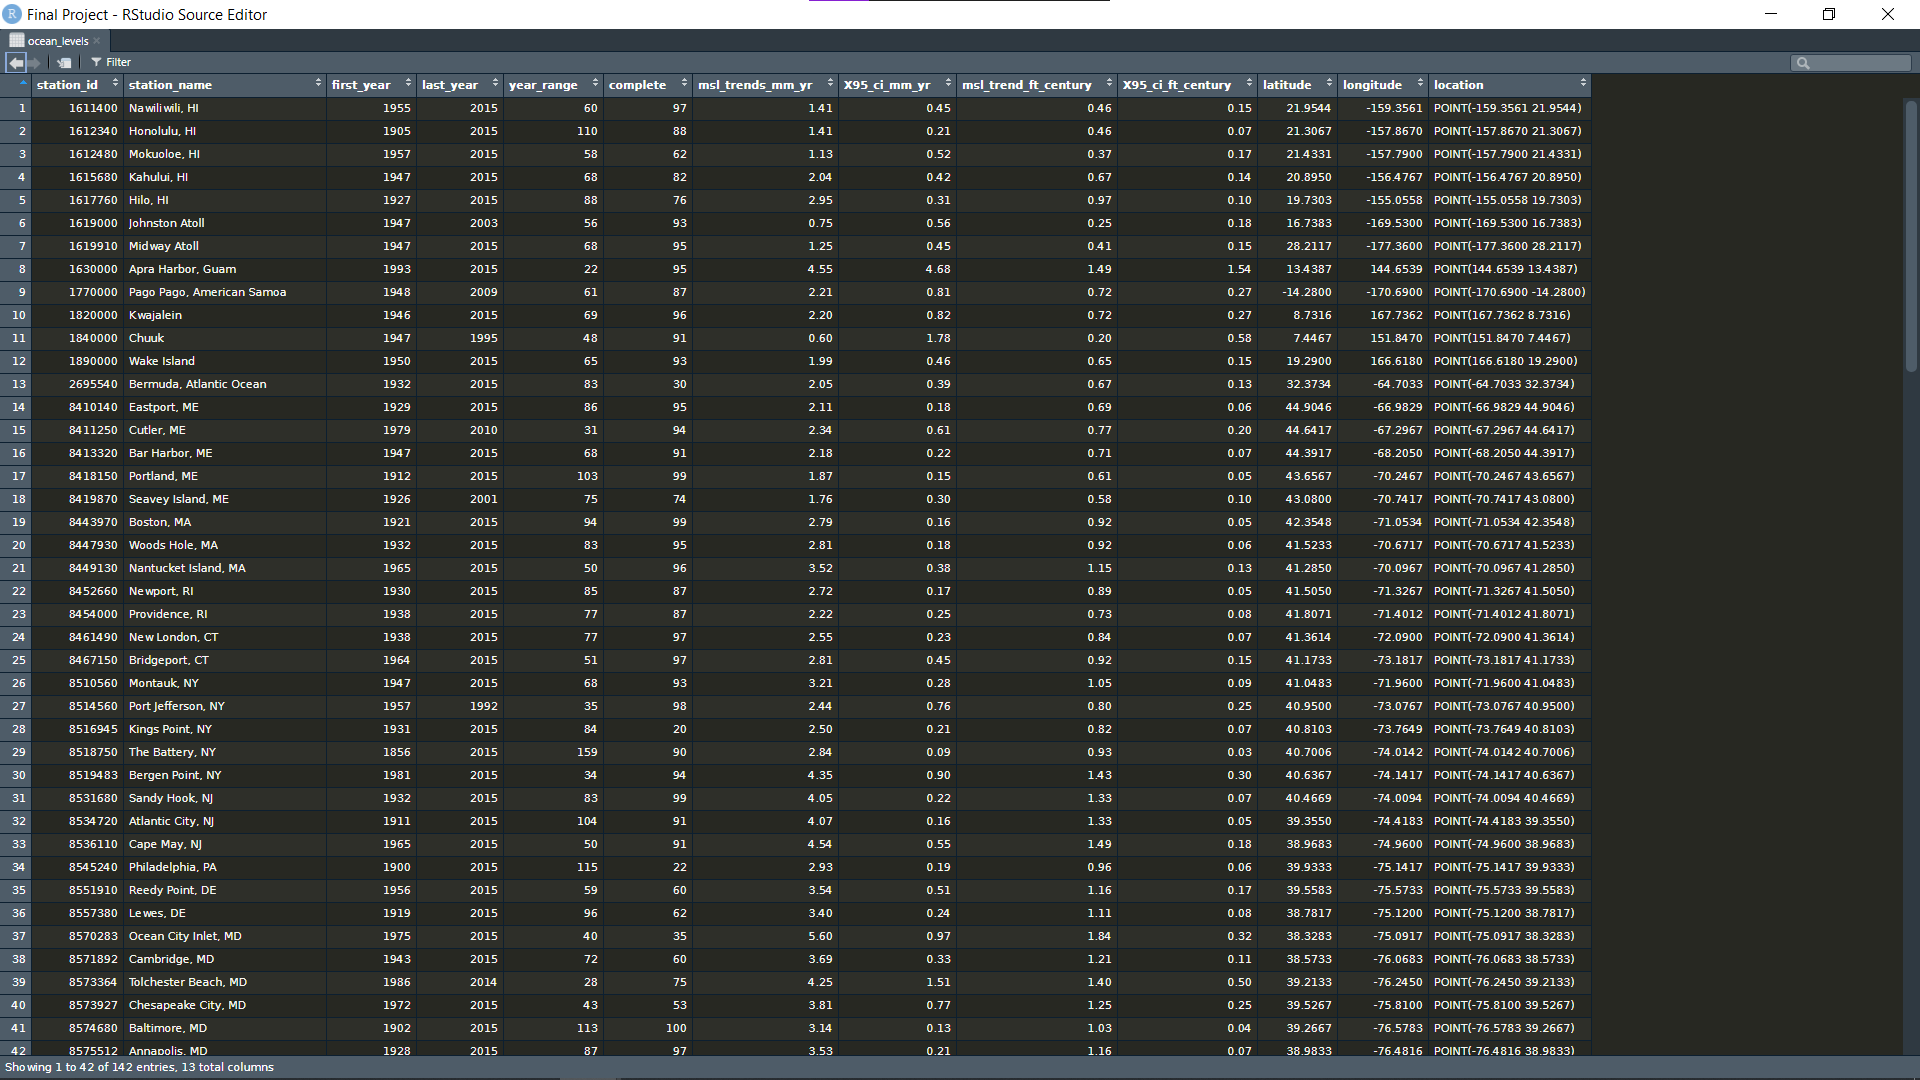 Final Project - RStudio Source Editor
ocean_levels
Filter
station_id station_name first_year last_year year_range complete msl_trends_mm_yr X95_ci_mm_yr msl_trend_ft_century X95_ci_ft_century latitude longitude location
1 1611400 Nawiliwili, HI 1955 2015 60 97 1.41 0.45 0.46 0.15 21.9544 -159.3561 POINT(-159.3561 21.9544)
2 1612340 Honolulu, HI 1905 2015 110 88 1.41 0.21 0.46 0.07 21.3067 -157.8670 POINT(-157.8670 21.3067)
3 1612480 Mokuoloe, HI 1957 2015 58 62 1.13 0.52 0.37 0.17 21.4331 -157.7900 POINT(-157.7900 21.4331)
4 1615680 Kahului, HI 1947 2015 68 82 2.04 0.42 0.67 0.14 20.8950 -156.4767 POINT(-156.4767 20.8950)
5 1617760 Hilo, HI 1927 2015 88 76 2.95 0.31 0.97 0.10 19.7303 -155.0558 POINT(-155.0558 19.7303)
6 1619000 Johnston Atoll 1947 2003 56 93 0.75 0.56 0.25 0.18 16.7383 -169.5300 POINT(-169.5300 16.7383)
7 1619910 Midway Atoll 1947 2015 68 95 1.25 0.45 0.41 0.15 28.2117 -177.3600 POINT(-177.3600 28.2117)
8 1630000 Apra Harbor, Guam 1993 2015 22 95 4.55 4.68 1.49 1.54 13.4387 144.6539 POINT(144.6539 13.4387)
9 1770000 Pago Pago, American Samoa 1948 2009 61 87 2.21 0.81 0.72 0.27 -14.2800 -170.6900 POINT(-170.6900 -14.2800)
10 1820000 Kwajalein 1946 2015 69 96 2.20 0.82 0.72 0.27 8.7316 167.7362 POINT(167.7362 8.7316)
11 1840000 Chuuk 1947 1995 48 91 0.60 1.78 0.20 0.58 7.4467 151.8470 POINT(151.8470 7.4467)
12 1890000 Wake Island 1950 2015 65 93 1.99 0.46 0.65 0.15 19.2900 166.6180 POINT(166.6180 19.2900)
13 2695540 Bermuda, Atlantic Ocean 1932 2015 83 30 2.05 0.39 0.67 0.13 32.3734 -64.7033 POINT(-64.7033 32.3734)
14 8410140 Eastport, ME 1929 2015 86 95 2.11 0.18 0.69 0.06 44.9046 -66.9829 POINT(-66.9829 44.9046)
15 8411250 Cutler, ME 1979 2010 31 94 2.34 0.61 0.77 0.20 44.6417 -67.2967 POINT(-67.2967 44.6417)
16 8413320 Bar Harbor, ME 1947 2015 68 91 2.18 0.22 0.71 0.07 44.3917 -68.2050 POINT(-68.2050 44.3917)
17 8418150 Portland, ME 1912 2015 103 99 1.87 0.15 0.61 0.05 43.6567 -70.2467 POINT(-70.2467 43.6567)
18 8419870 Seavey Island, ME 1926 2001 75 74 1.76 0.30 0.58 0.10 43.0800 -70.7417 POINT(-70.7417 43.0800)
19 8443970 Boston, MA 1921 2015 94 99 2.79 0.16 0.92 0.05 42.3548 -71.0534 POINT(-71.0534 42.3548)
20 8447930 Woods Hole, MA 1932 2015 83 95 2.81 0.18 0.92 0.06 41.5233 -70.6717 POINT(-70.6717 41.5233)
21 8449130 Nantucket Island, MA 1965 2015 50 96 3.52 0.38 1.15 0.13 41.2850 -70.0967 POINT(-70.0967 41.2850)
22 8452660 Newport, RI 1930 2015 85 87 2.72 0.17 0.89 0.05 41.5050 -71.3267 POINT(-71.3267 41.5050)
23 8454000 Providence, RI 1938 2015 77 87 2.22 0.25 0.73 0.08 41.8071 -71.4012 POINT(-71.4012 41.8071)
24 8461490 New London, CT 1938 2015 77 97 2.55 0.23 0.84 0.07 41.3614 -72.0900 POINT(-72.0900 41.3614)
25 8467150 Bridgeport, CT 1964 2015 51 97 2.81 0.45 0.92 0.15 41.1733 -73.1817 POINT(-73.1817 41.1733)
26 8510560 Montauk, NY 1947 2015 68 93 3.21 0.28 1.05 0.09 41.0483 -71.9600 POINT(-71.9600 41.0483)
27 8514560 Port Jefferson, NY 1957 1992 35 98 2.44 0.76 0.80 0.25 40.9500 -73.0767 POINT(-73.0767 40.9500)
28 8516945 Kings Point, NY 1931 2015 84 20 2.50 0.21 0.82 0.07 40.8103 -73.7649 POINT(-73.7649 40.8103)
29 8518750 The Battery, NY 1856 2015 159 90 2.84 0.09 0.93 0.03 40.7006 -74.0142 POINT(-74.0142 40.7006)
30 8519483 Bergen Point, NY 1981 2015 34 94 4.35 0.90 1.43 0.30 40.6367 -74.1417 POINT(-74.1417 40.6367)
31 8531680 Sandy Hook, NJ 1932 2015 83 99 4.05 0.22 1.33 0.07 40.4669 -74.0094 POINT(-74.0094 40.4669)
32 8534720 Atlantic City, NJ 1911 2015 104 91 4.07 0.16 1.33 0.05 39.3550 -74.4183 POINT(-74.4183 39.3550)
33 8536110 Cape May, NJ 1965 2015 50 91 4.54 0.55 1.49 0.18 38.9683 -74.9600 POINT(-74.9600 38.9683)
34 8545240 Philadelphia, PA 1900 2015 115 22 2.93 0.19 0.96 0.06 39.9333 -75.1417 POINT(-75.1417 39.9333)
35 8551910 Reedy Point, DE 1956 2015 59 60 3.54 0.51 1.16 0.17 39.5583 -75.5733 POINT(-75.5733 39.5583)
36 8557380 Lewes, DE 1919 2015 96 62 3.40 0.24 1.11 0.08 38.7817 -75.1200 POINT(-75.1200 38.7817)
37 8570283 Ocean City Inlet, MD 1975 2015 40 35 5.60 0.97 1.84 0.32 38.3283 -75.0917 POINT(-75.0917 38.3283)
38 8571892 Cambridge, MD 1943 2015 72 60 3.69 0.33 1.21 0.11 38.5733 -76.0683 POINT(-76.0683 38.5733)
39 8573364 Tolchester Beach, MD 1986 2014 28 75 4.25 1.51 1.40 0.50 39.2133 -76.2450 POINT(-76.2450 39.2133)
40 8573927 Chesapeake City, MD 1972 2015 43 53 3.81 0.77 1.25 0.25 39.5267 -75.8100 POINT(-75.8100 39.5267)
41 8574680 Baltimore, MD 1902 2015 113 100 3.14 0.13 1.03 0.04 39.2667 -76.5783 POINT(-76.5783 39.2667)
42 8575512 Annapolis, MD 1928 2015 87 97 3.53 0.21 1.16 0.07 38.9833 -76.4816 POINT(-76.4816 38.9833)
Showing 1 to 42 of 142 entries, 13 total columns